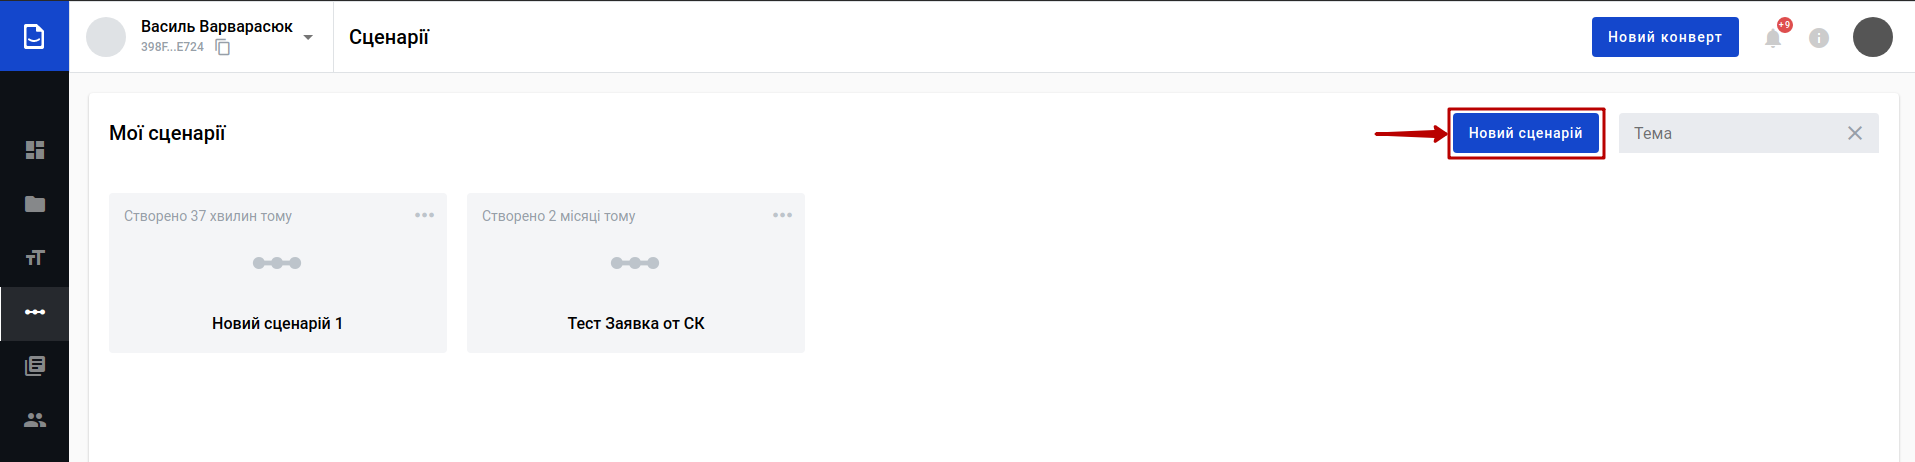 Василь Варварасюк
398F...E724
Сценарії
Новий конверт
+9
Мої сценарії
Новий сценарій
Тема
Створено 37 хвилин тому
Створено 2 місяці тому
Новий сценарій 1
Тест Заявка от СК